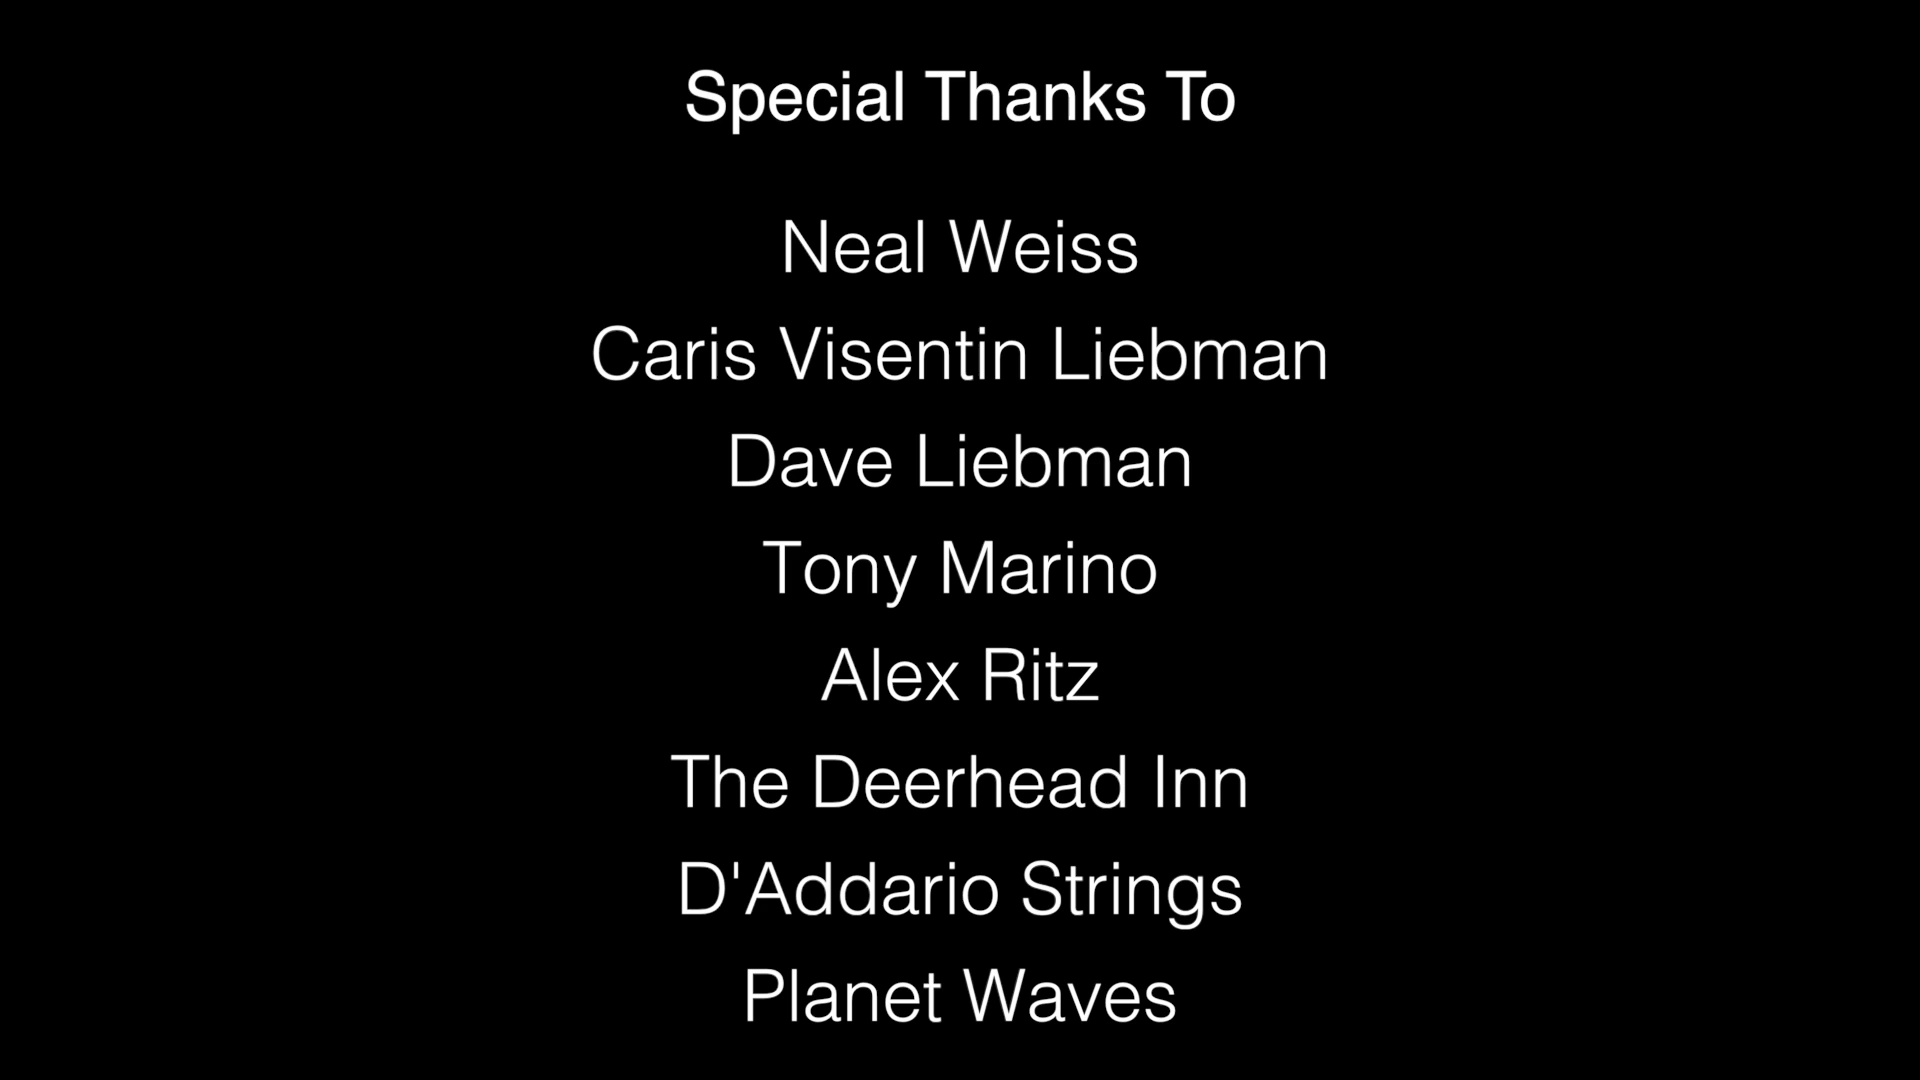 Special Thanks To
Neal Weiss
Caris Visentin Liebman
Dave Liebman
Tony Marino
Alex Ritz
The Deerhead Inn
D'Addario Strings
Planet Waves